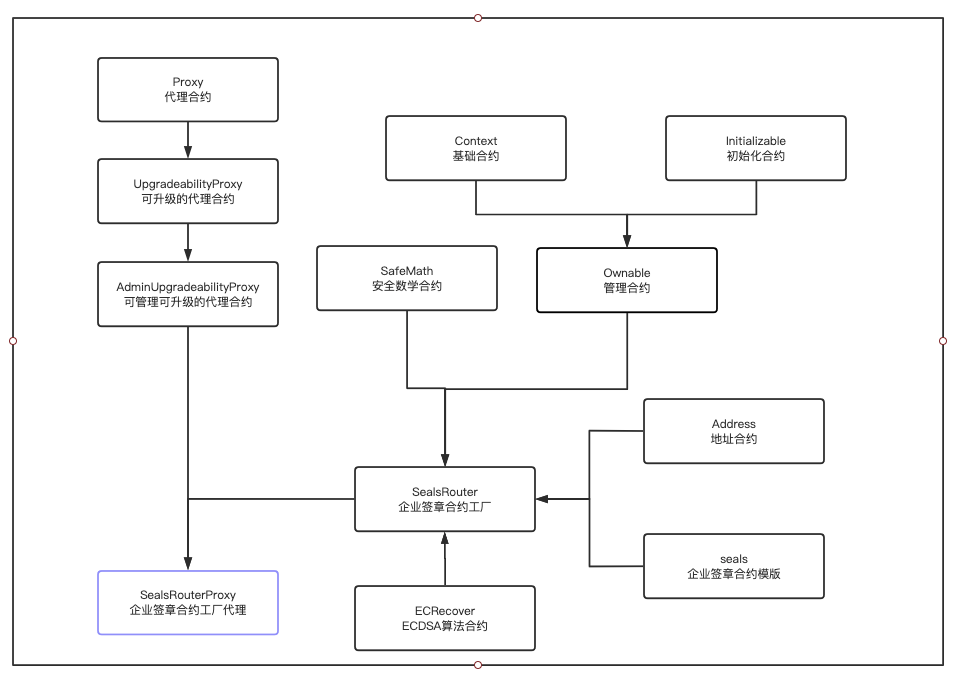 Proxy
代理合约
Context
基础合约
Initializable
初始化合约
UpgradeabilityProxy
可升级的代理合约
SafeMath
安全数学合约
Ownable
管理合约
AdminUpgradeabilityProxy
可管理可升级的代理合约
Address
地址合约
SealsRouter
企业签章合约工厂
seals
企业签章合约模版
SealsRouterProxy
企业签章合约工厂代理
ECRecover
ECDSA算法合约